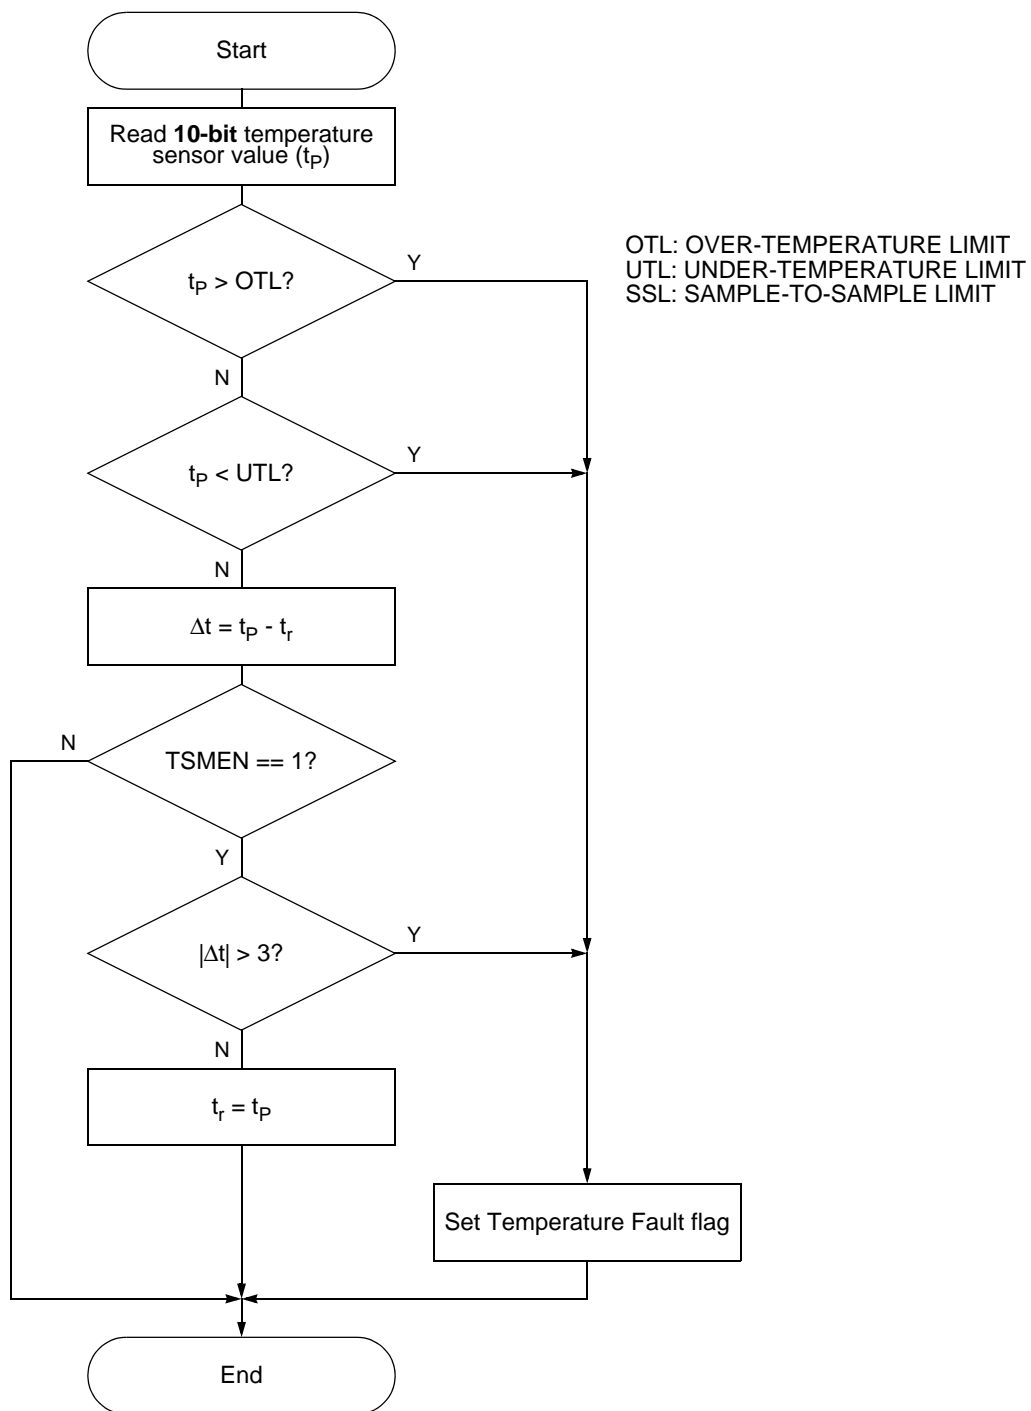 Start
Read 10-bit temperature
sensor value (tP)
tP > OTL?
Y
OTL: OVER-TEMPERATURE LIMIT
UTL: UNDER-TEMPERATURE LIMIT
SSL: SAMPLE-TO-SAMPLE LIMIT
N
tP < UTL?
Y
N
Δt = tP - tr
N
TSMEN == 1?
Y
|Δt| > 3?
Y
N
tr = tP
Set Temperature Fault flag
End